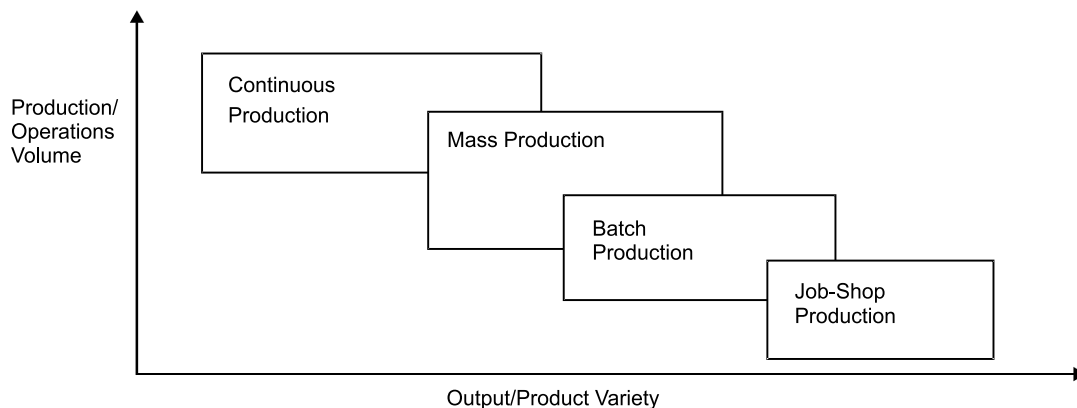 Production/
Operations
Volume
Continuous
Production
Mass Production
Batch
Production
Job-Shop
Production
Output/Product Variety